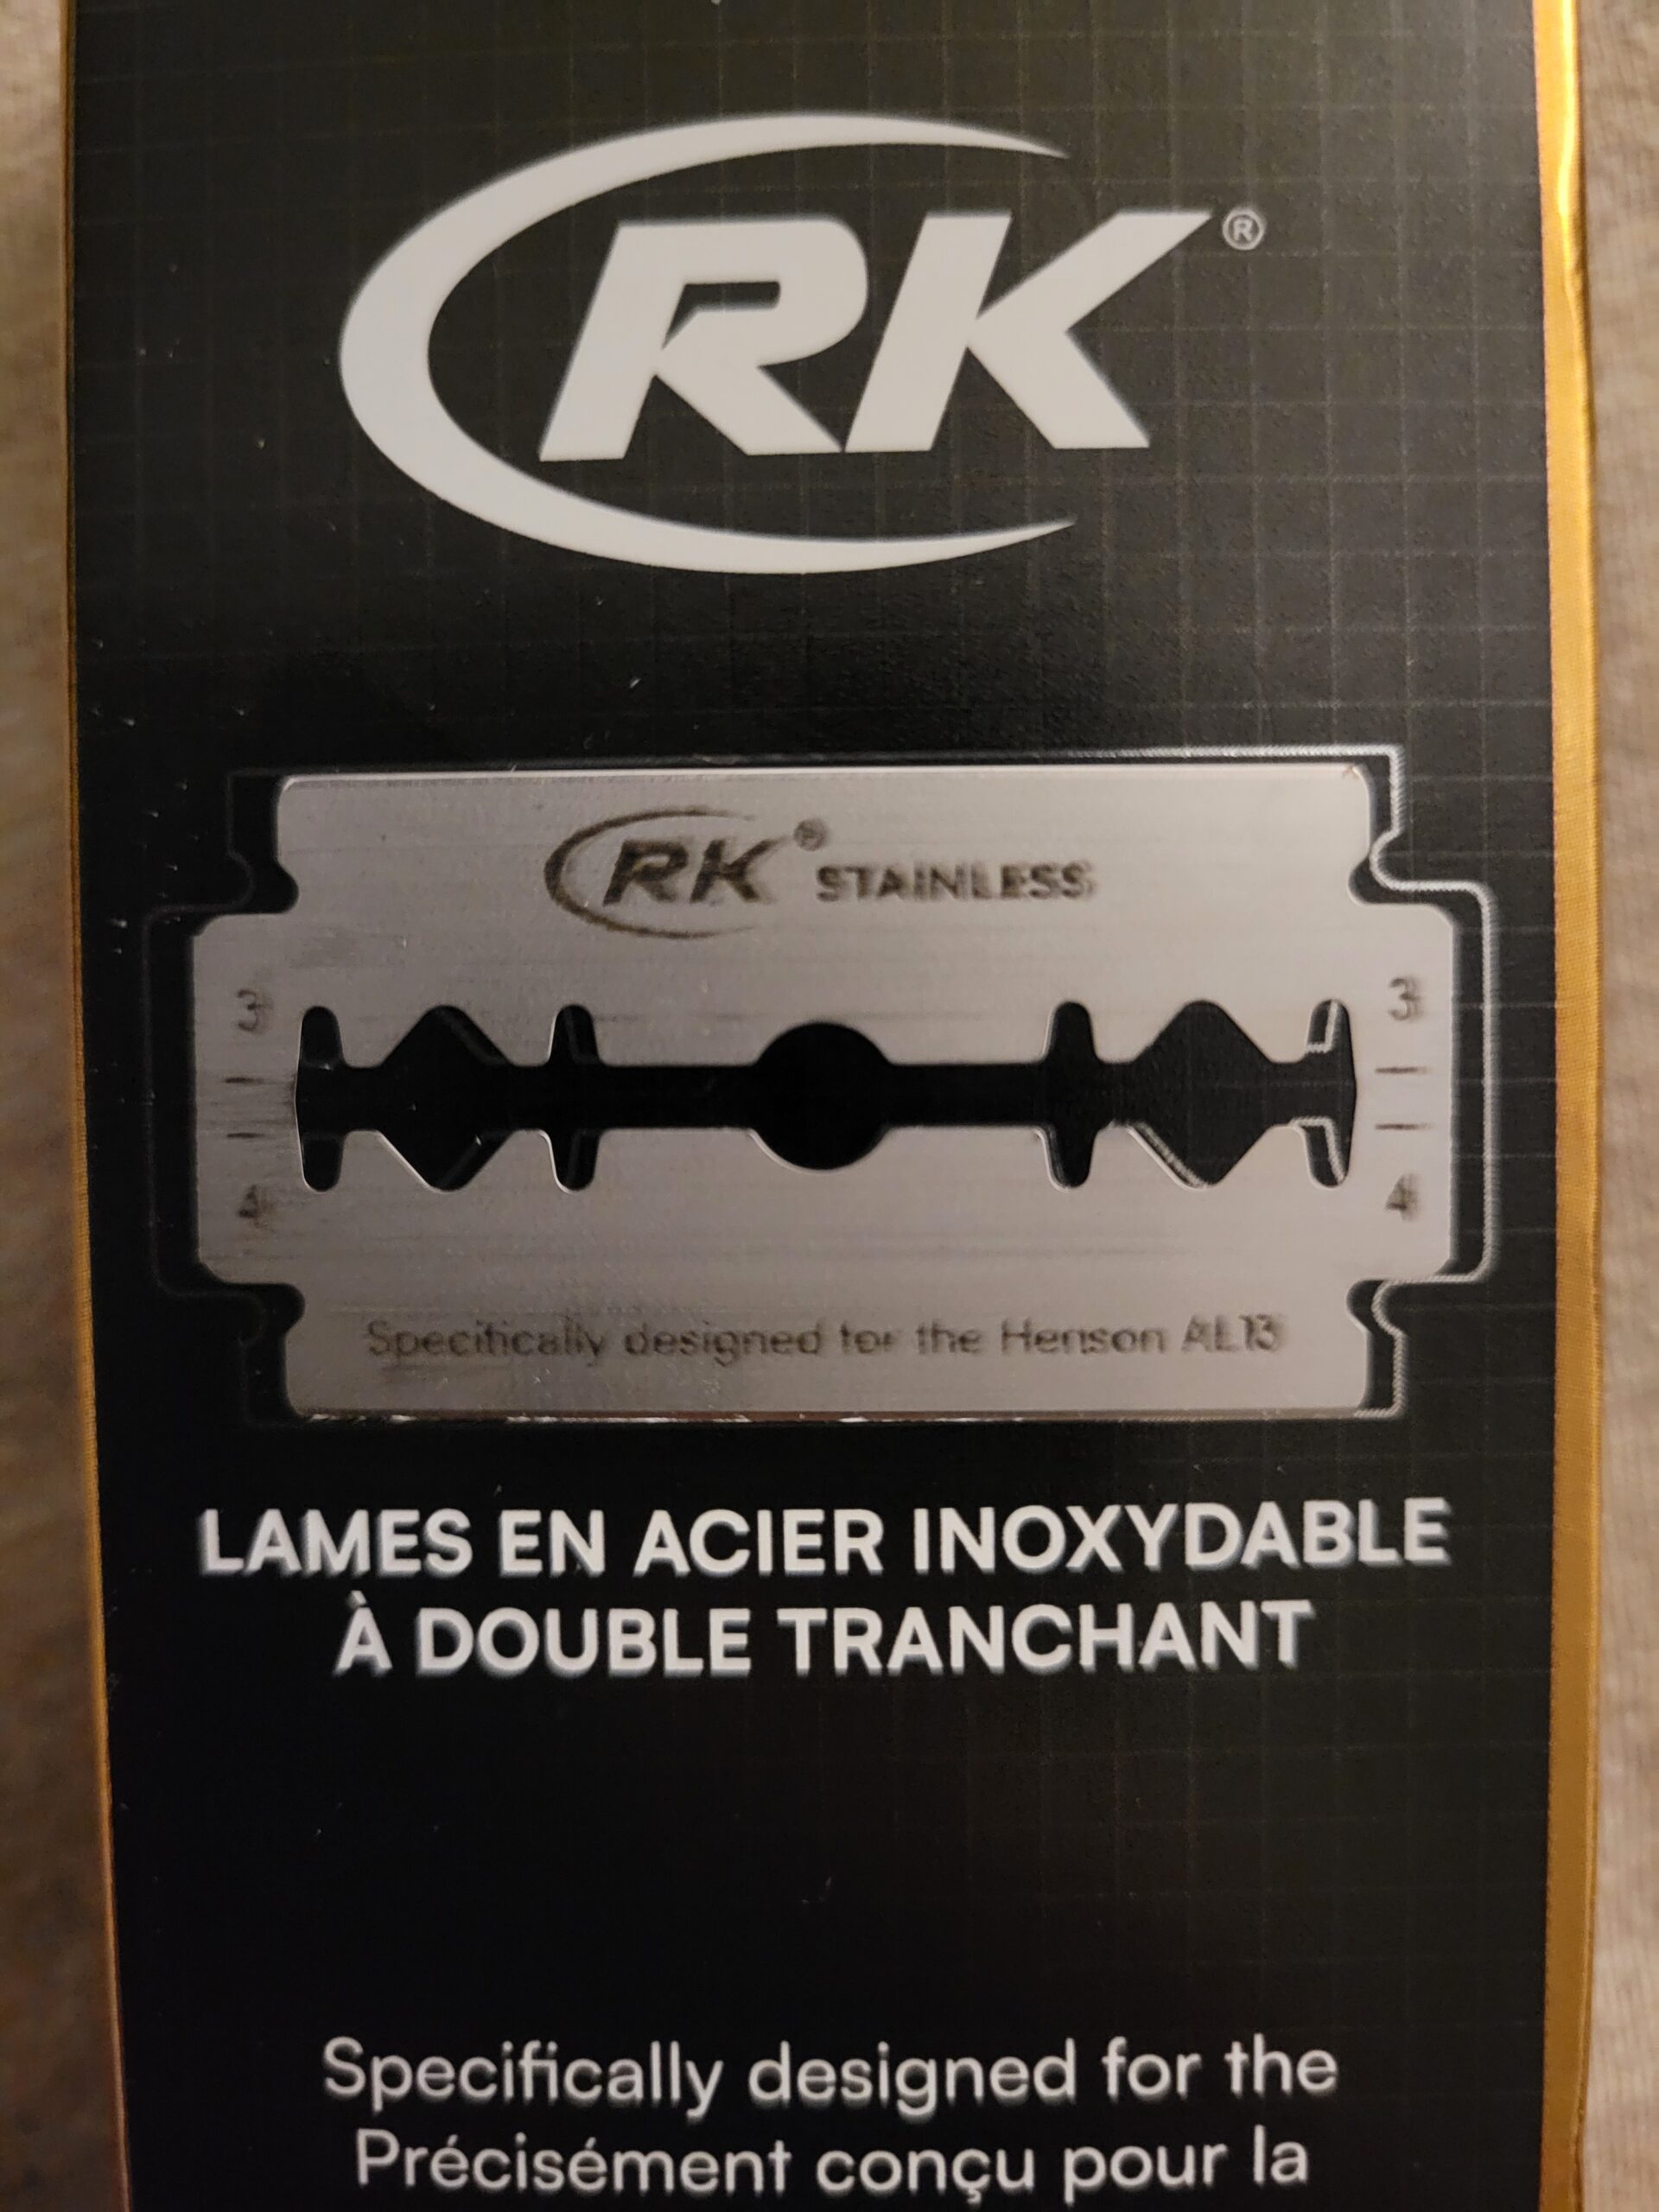 RK®
RK® STAINLESS
3 3
4 4
Specifically designed for the Henson AL13
LAMES EN ACIER INOXYDABLE
À DOUBLE TRANCHANT
Specifically designed for the
Précisément conçu pour la